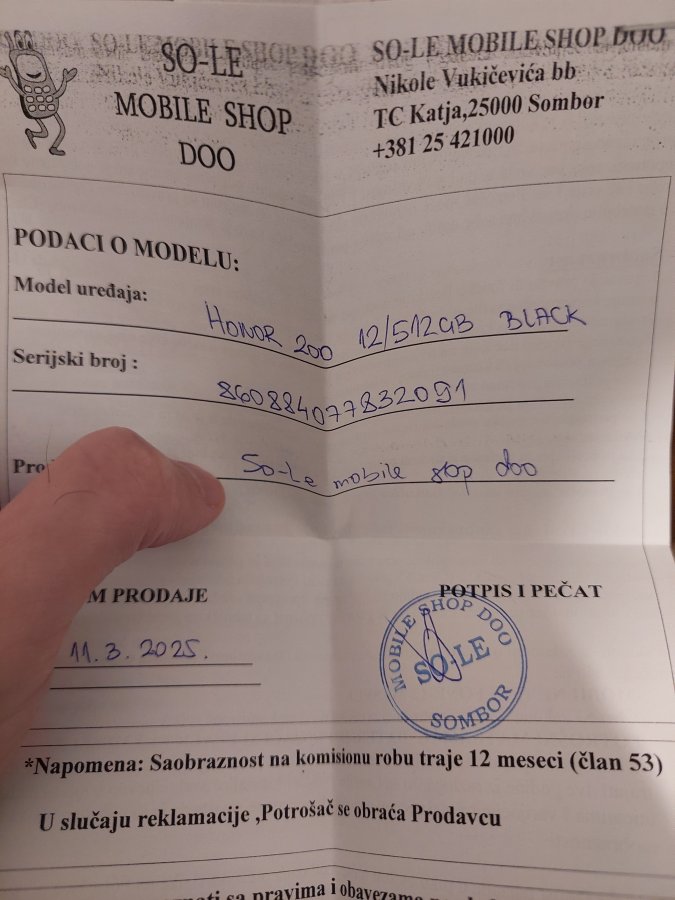 SO-LE
MOBILE SHOP
DOO
SO-LE MOBILE SHOP DOO
Nikole Vukičevića bb
TC Katja,25000 Sombor
+381 25 421000
PODACI O MODELU:
Model uređaja:
HONOR 200 12/512GB BLACK
Serijski broj :
860884077832091
So-Le mobile shop doo
M PRODAJE
11.3.2025.
POTPIS I PEČAT
MOBILE SHOP DOO
SO-LE
SOMBOR
*Napomena: Saobraznost na komisionu robu traje 12 meseci (član 53)
U slučaju reklamacije ,Potrošač se obraća Prodavcu
sa pravima i